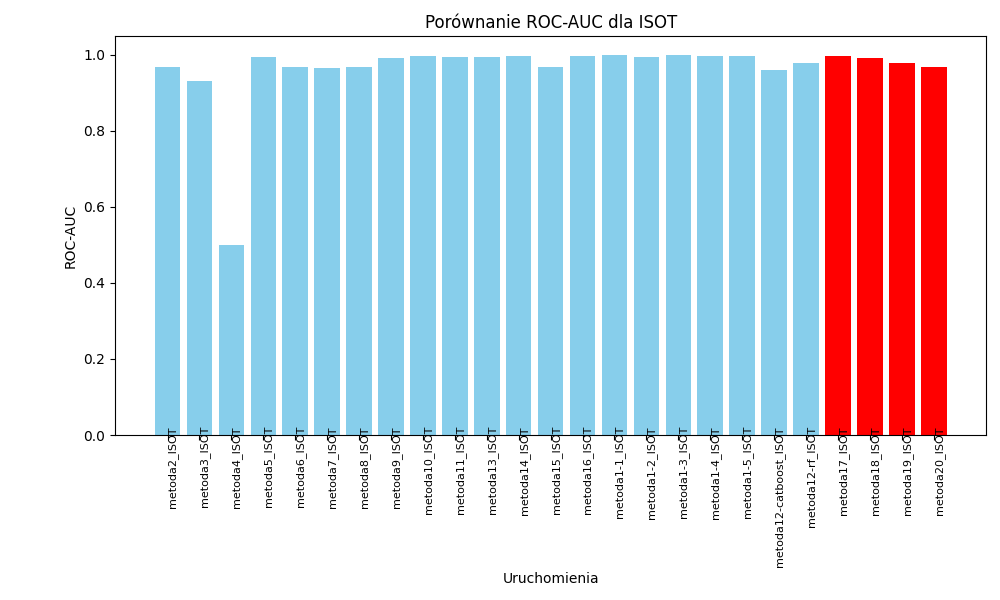 Porównanie ROC-AUC dla ISOT
ROC-AUC
1.0
0.8
0.6
0.4
0.2
0.0
metoda2_ISOT
metoda3_ISOT
metoda4_ISOT
metoda5_ISOT
metoda6_ISOT
metoda7_ISOT
metoda8_ISOT
metoda9_ISOT
metoda10_ISOT
metoda11_ISOT
metoda13_ISOT
metoda14_ISOT
metoda15_ISOT
metoda16_ISOT
metoda1-1_ISOT
metoda1-2_ISOT
metoda1-3_ISOT
metoda1-4_ISOT
metoda1-5_ISOT
metoda12-catboost_ISOT
metoda12-rf_ISOT
metoda17_ISOT
metoda18_ISOT
metoda19_ISOT
metoda20_ISOT
Uruchomienia